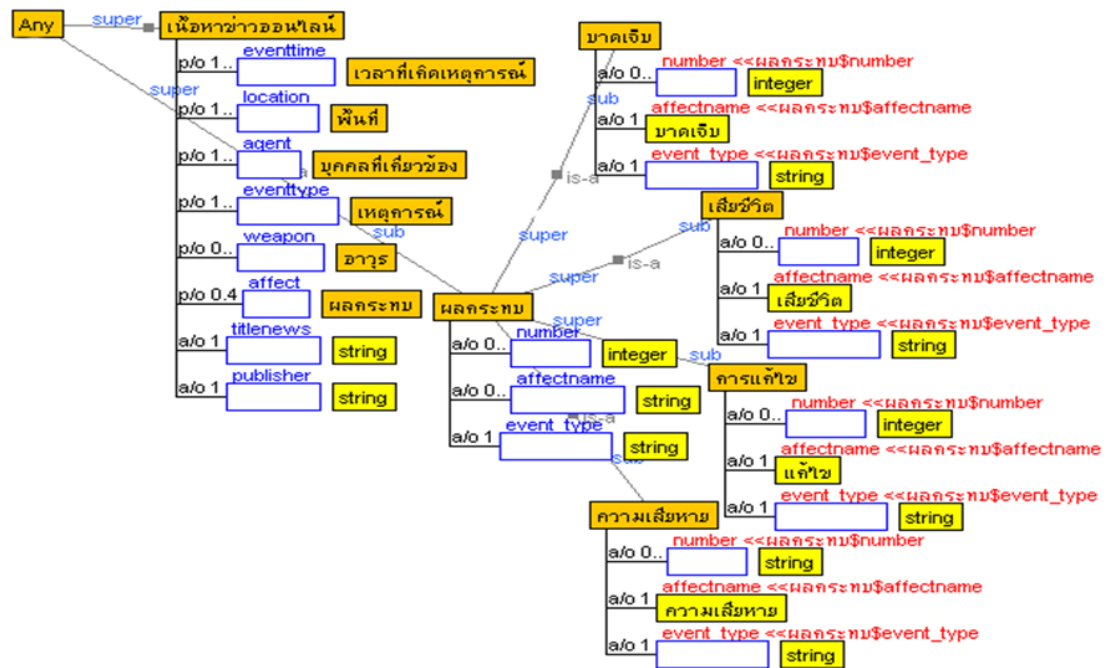 Any
super
เนื้อหาข่าวออนไลน์
p/o 1..
eventtime
เวลาที่เกิดเหตุการณ์
super
p/o 1..
location
พื้นที่
p/o 1..
agent
บุคคลที่เกี่ยวข้อง
p/o 1..
eventtype
เหตุการณ์
sub
p/o 0..
weapon
อาวุธ
p/o 0.4
affect
ผลกระทบ
a/o 1
titlenews
string
a/o 1
publisher
string
ผลกระทบ
a/o 0..
number
integer
a/o 0..
affectname
string
a/o 1
event_type
string
super
super
super
is-a
is-a
is-a
sub
sub
sub
sub
บาดเจ็บ
a/o 0..
number <<ผลกระทบ$number
integer
affectname <<ผลกระทบ$affectname
a/o 1
บาดเจ็บ
event_type <<ผลกระทบ$event_type
a/o 1
string
เสียชีวิต
number <<ผลกระทบ$number
a/o 0..
integer
affectname <<ผลกระทบ$affectname
a/o 1
เสียชีวิต
event_type <<ผลกระทบ$event_type
a/o 1
string
การแก้ไข
number <<ผลกระทบ$number
a/o 0..
integer
affectname <<ผลกระทบ$affectname
a/o 1
แก้ไข
event_type <<ผลกระทบ$event_type
a/o 1
string
ความเสียหาย
number <<ผลกระทบ$number
a/o 0..
string
affectname <<ผลกระทบ$affectname
a/o 1
ความเสียหาย
event_type <<ผลกระทบ$event_type
a/o 1
string